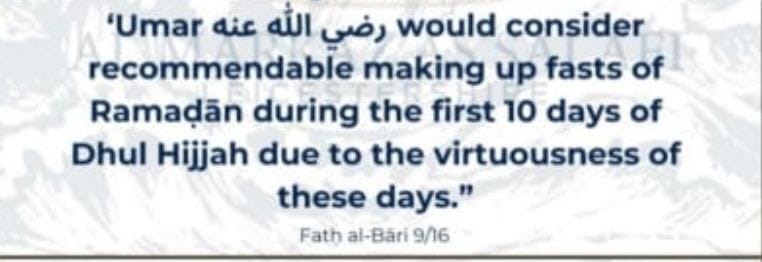 ‘Umar رضي الله عنه would consider
recommendable making up fasts of
Ramaḍān during the first 10 days of
Dhul Hijjah due to the virtuousness of
these days.”
Fatḥ al-Bāri 9/16